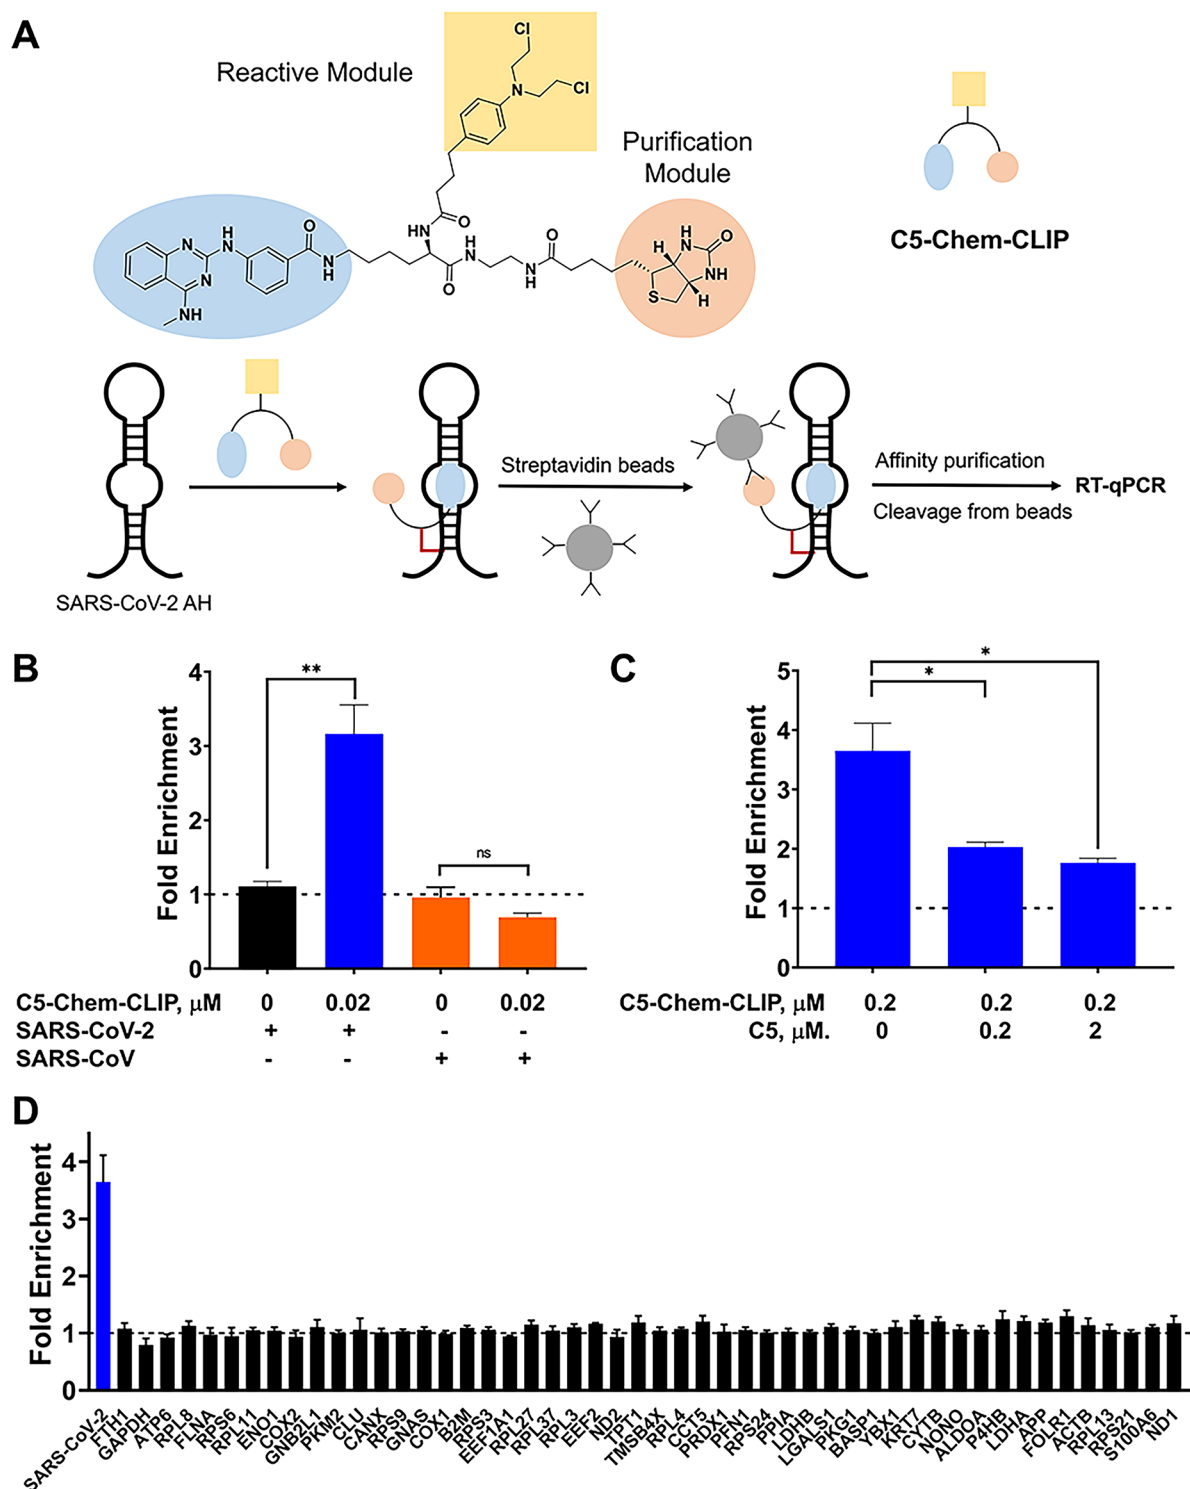 A
Reactive Module
Cl
Cl
N
Purification
Module
C5-Chem-CLIP
HN
O
H
N
N
H
N
O
N
H
N
NH
O
H
N
O
N
H
O
H
N
O
NH
H
H
S
SARS-CoV-2 AH
Streptavidin beads
Affinity purification
Cleavage from beads
RT-qPCR
B
Fold Enrichment
4
3
2
1
0
**
ns
C5-Chem-CLIP, μM 0 0.02 0 0.02
SARS-CoV-2 + + - -
SARS-CoV - - + +
C
Fold Enrichment
5
4
3
2
1
0
*
*
C5-Chem-CLIP, μM 0.2 0.2 0.2
C5, μM. 0 0.2 2
D
Fold Enrichment
4
3
2
1
0
SARS-CoV-2
FTH1
GAPDH
ATP6
RPL8
FLNA
RPS6
RPL11
ENO1
COX2
GNB2L1
PKM2
CLU
CANX
RPS9
GNAS
COX1
B2M
RPS3
EEF1A1
RPL27
RPL37
RPL3
EEF2
ND2
TPT1
TMSB4X
RPL4
CCT5
PRDX1
PFN1
RPS24
PPIA
LDHB
LGALS1
PKG1
BASP1
YBX1
KRT7
CYTB
NONO
ALDOA
P4HB
LDHA
APP
FOLR1
ACTB
RPL13
RPS21
S100A6
ND1